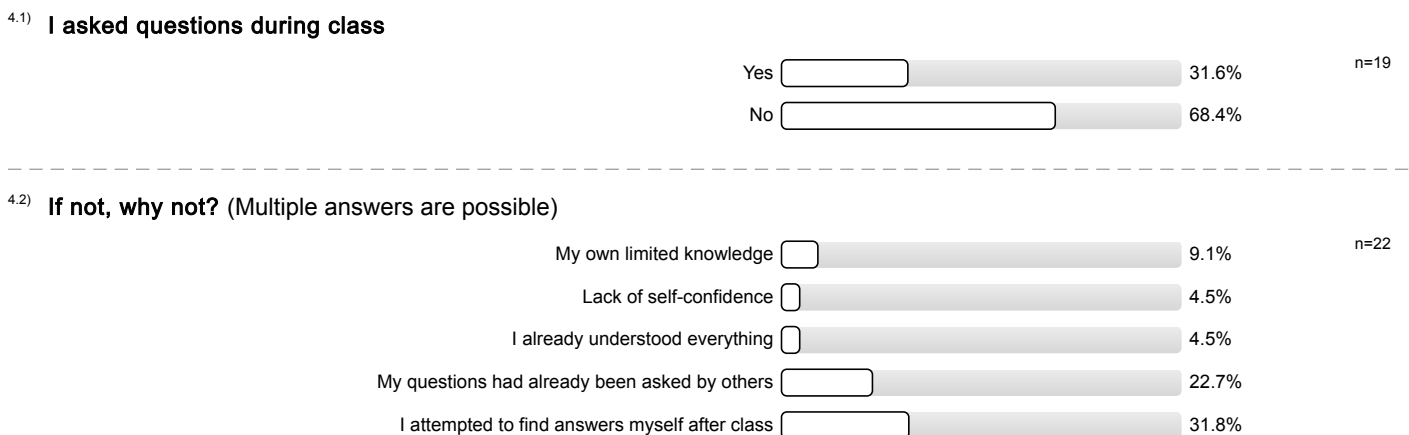 4.1) I asked questions during class
Yes 31.6% n=19
No 68.4%
4.2) If not, why not? (Multiple answers are possible)
My own limited knowledge 9.1% n=22
Lack of self-confidence 4.5%
I already understood everything 4.5%
My questions had already been asked by others 22.7%
I attempted to find answers myself after class 31.8%